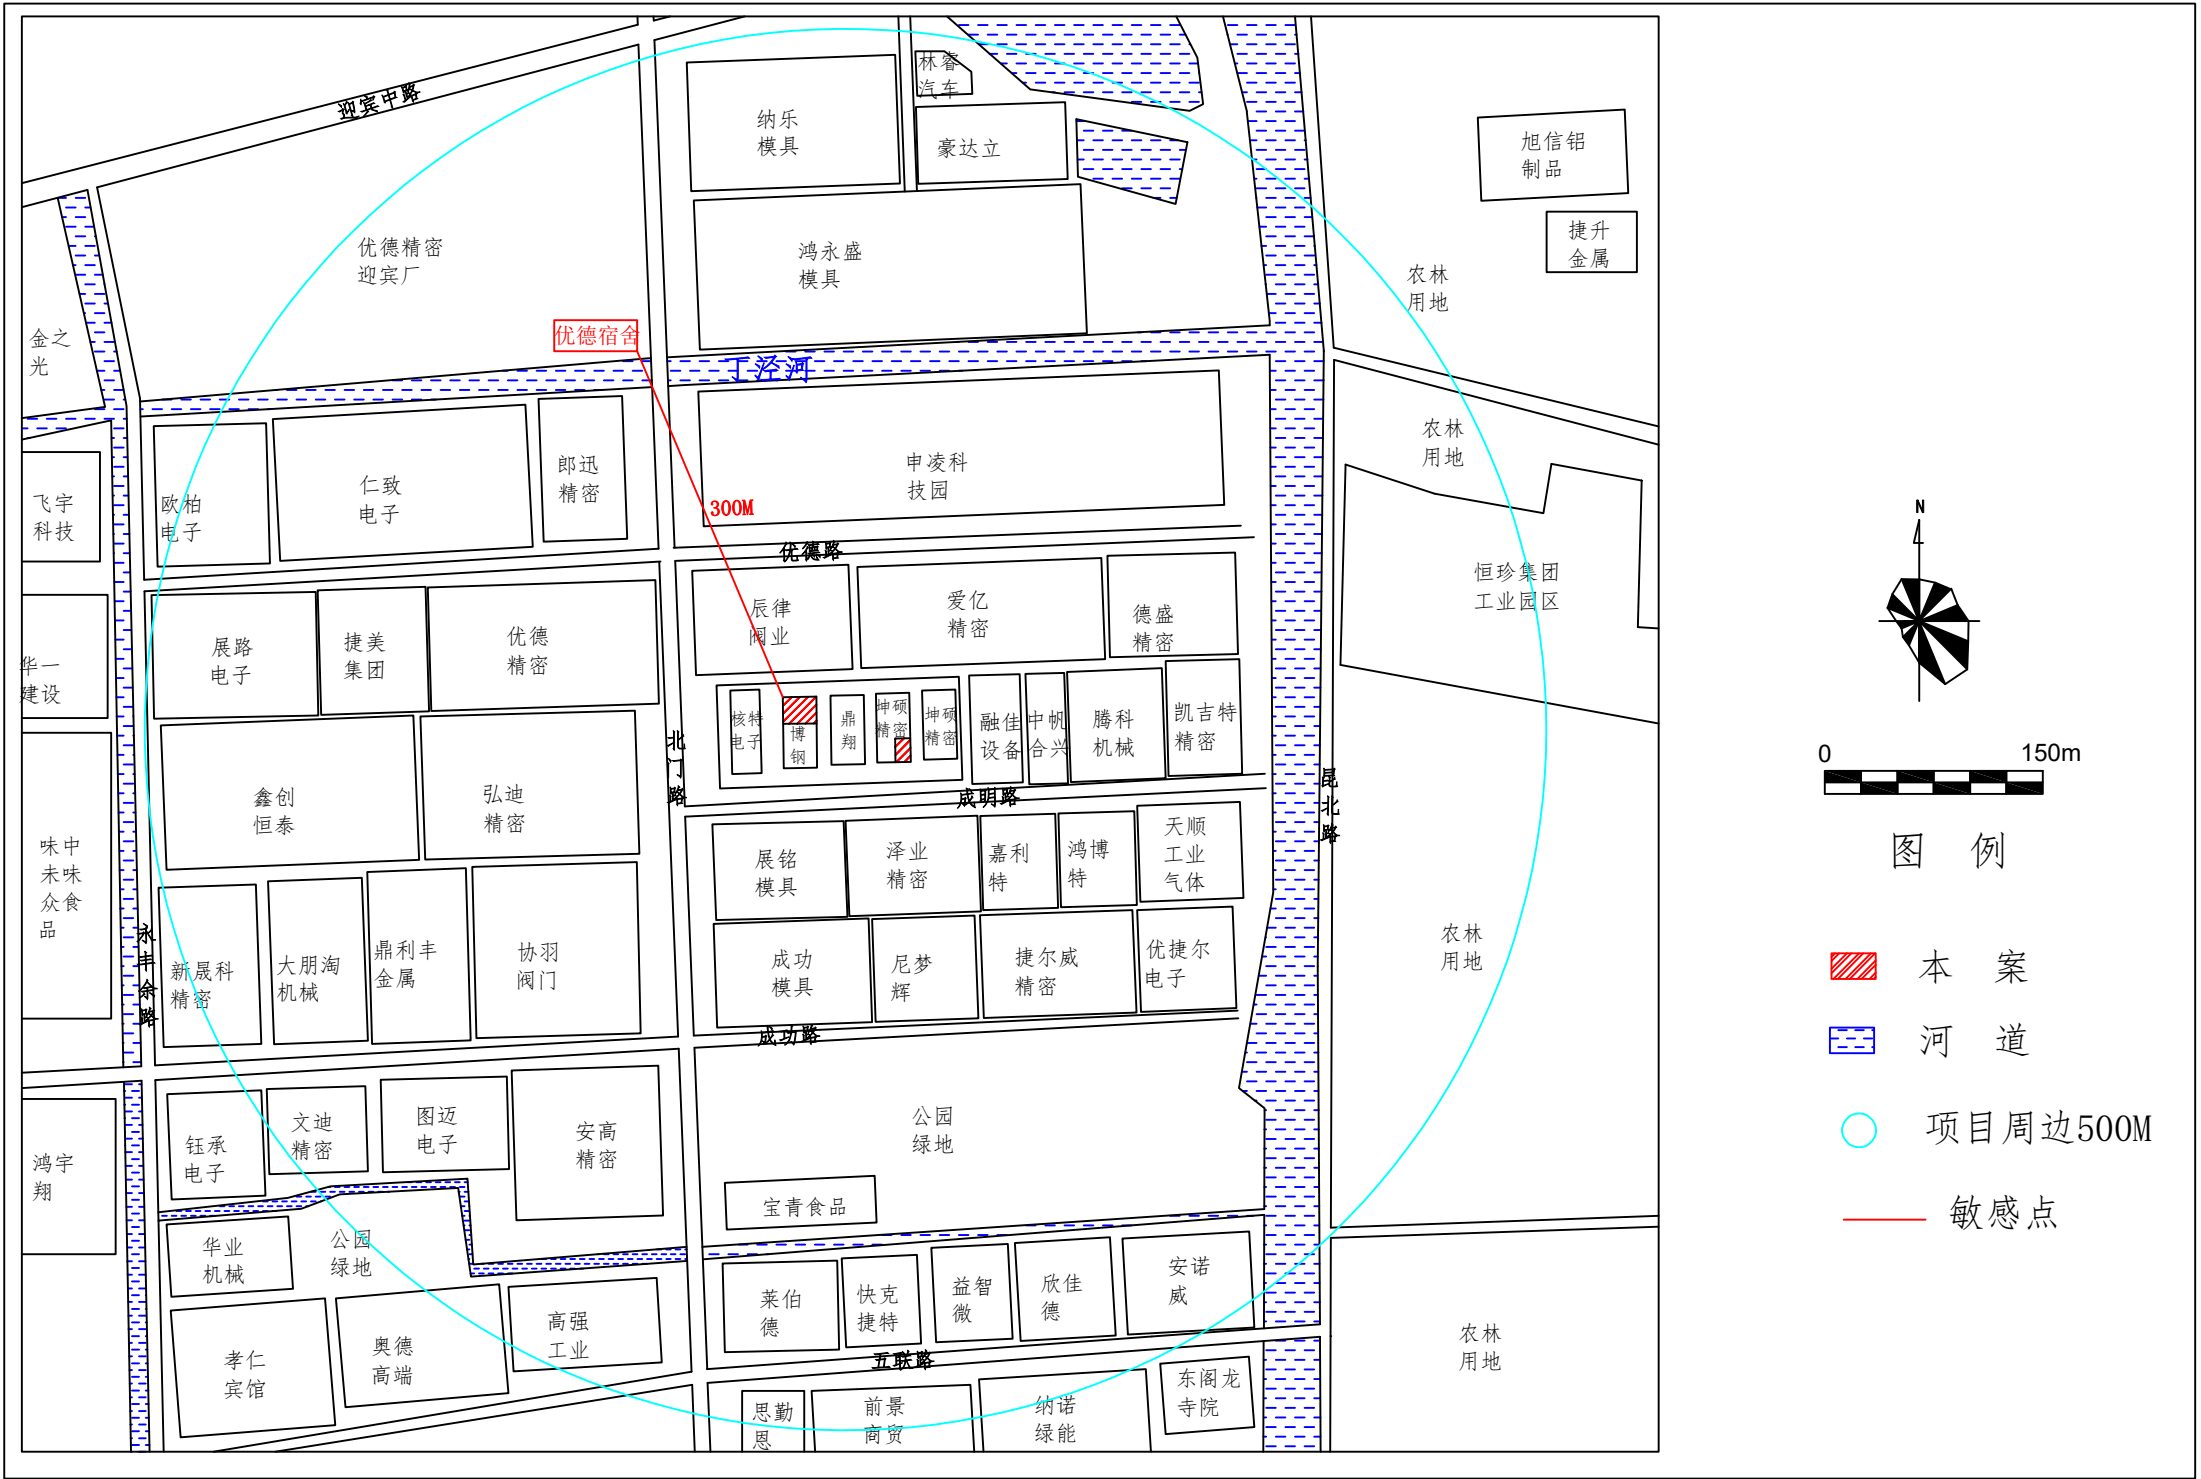 迎宾中路
林睿
汽车
纳乐
模具
豪达立
旭信铝
制品
捷升
金属
优德精密
迎宾厂
鸿永盛
模具
农林
用地
金之
光
优德宿舍
丁泾河
农林
用地
飞宇
科技
欧柏
电子
仁致
电子
郎迅
精密
申凌科
技园
300M
优德路
恒珍集团
工业园区
N
华一
建设
展路
电子
捷美
集团
优德
精密
辰律
阀业
爱亿
精密
德盛
精密
核特
电子
博
钢
鼎
翔
坤硕
精密
坤硕
精密
融佳
设备
中帆
合兴
腾科
机械
凯吉特
精密
北
门
路
成明路
昆
北
路
0 150m
鑫创
恒泰
弘迪
精密
味中
未味
众食
品
展铭
模具
泽业
精密
嘉利
特
鸿博
特
天顺
工业
气体
图 例
永
丰
余
路
新晟科
精密
大朋淘
机械
鼎利丰
金属
协羽
阀门
成功
模具
尼梦
辉
捷尔威
精密
优捷尔
电子
农林
用地
本 案
河 道
成功路
项目周边500M
敏感点
鸿宇
翔
钰承
电子
文迪
精密
图迈
电子
安高
精密
公园
绿地
宝青食品
华业
机械
公园
绿地
莱伯
德
快克
捷特
益智
微
欣佳
德
安诺
威
孝仁
宾馆
奥德
高端
高强
工业
五联路
农林
用地
思勤
恩
前景
商贸
纳诺
绿能
东阁龙
寺院